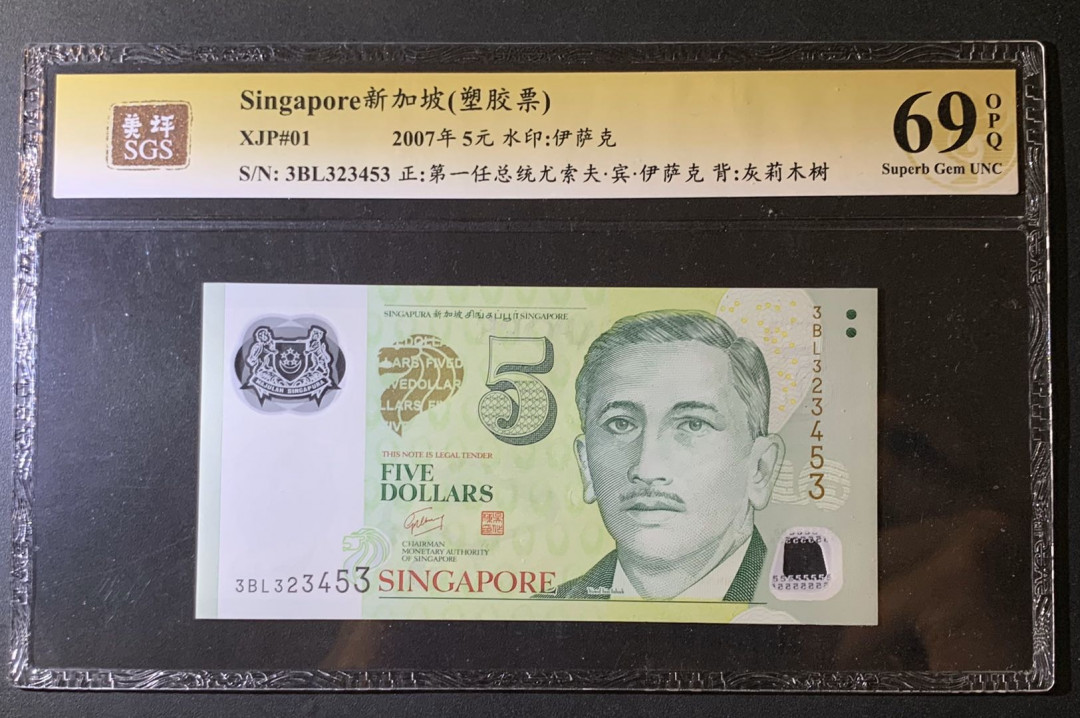 美评
SGS
Singapore新加坡(塑胶票)
XJP#01 2007年 5元 水印:伊萨克
S/N: 3BL323453 正:第一任总统尤索夫·宾·伊萨克 背:灰莉木树
69 OPQ
Superb Gem UNC
SINGAPURA 新加坡 சிங்கப்பூர் SINGAPORE
MAJULAH SINGAPURA
5
3BL323453
THIS NOTE IS LEGAL TENDER
FIVE
DOLLARS
CHAIRMAN
MONETARY AUTHORITY
OF SINGAPORE
3BL323453 SINGAPORE